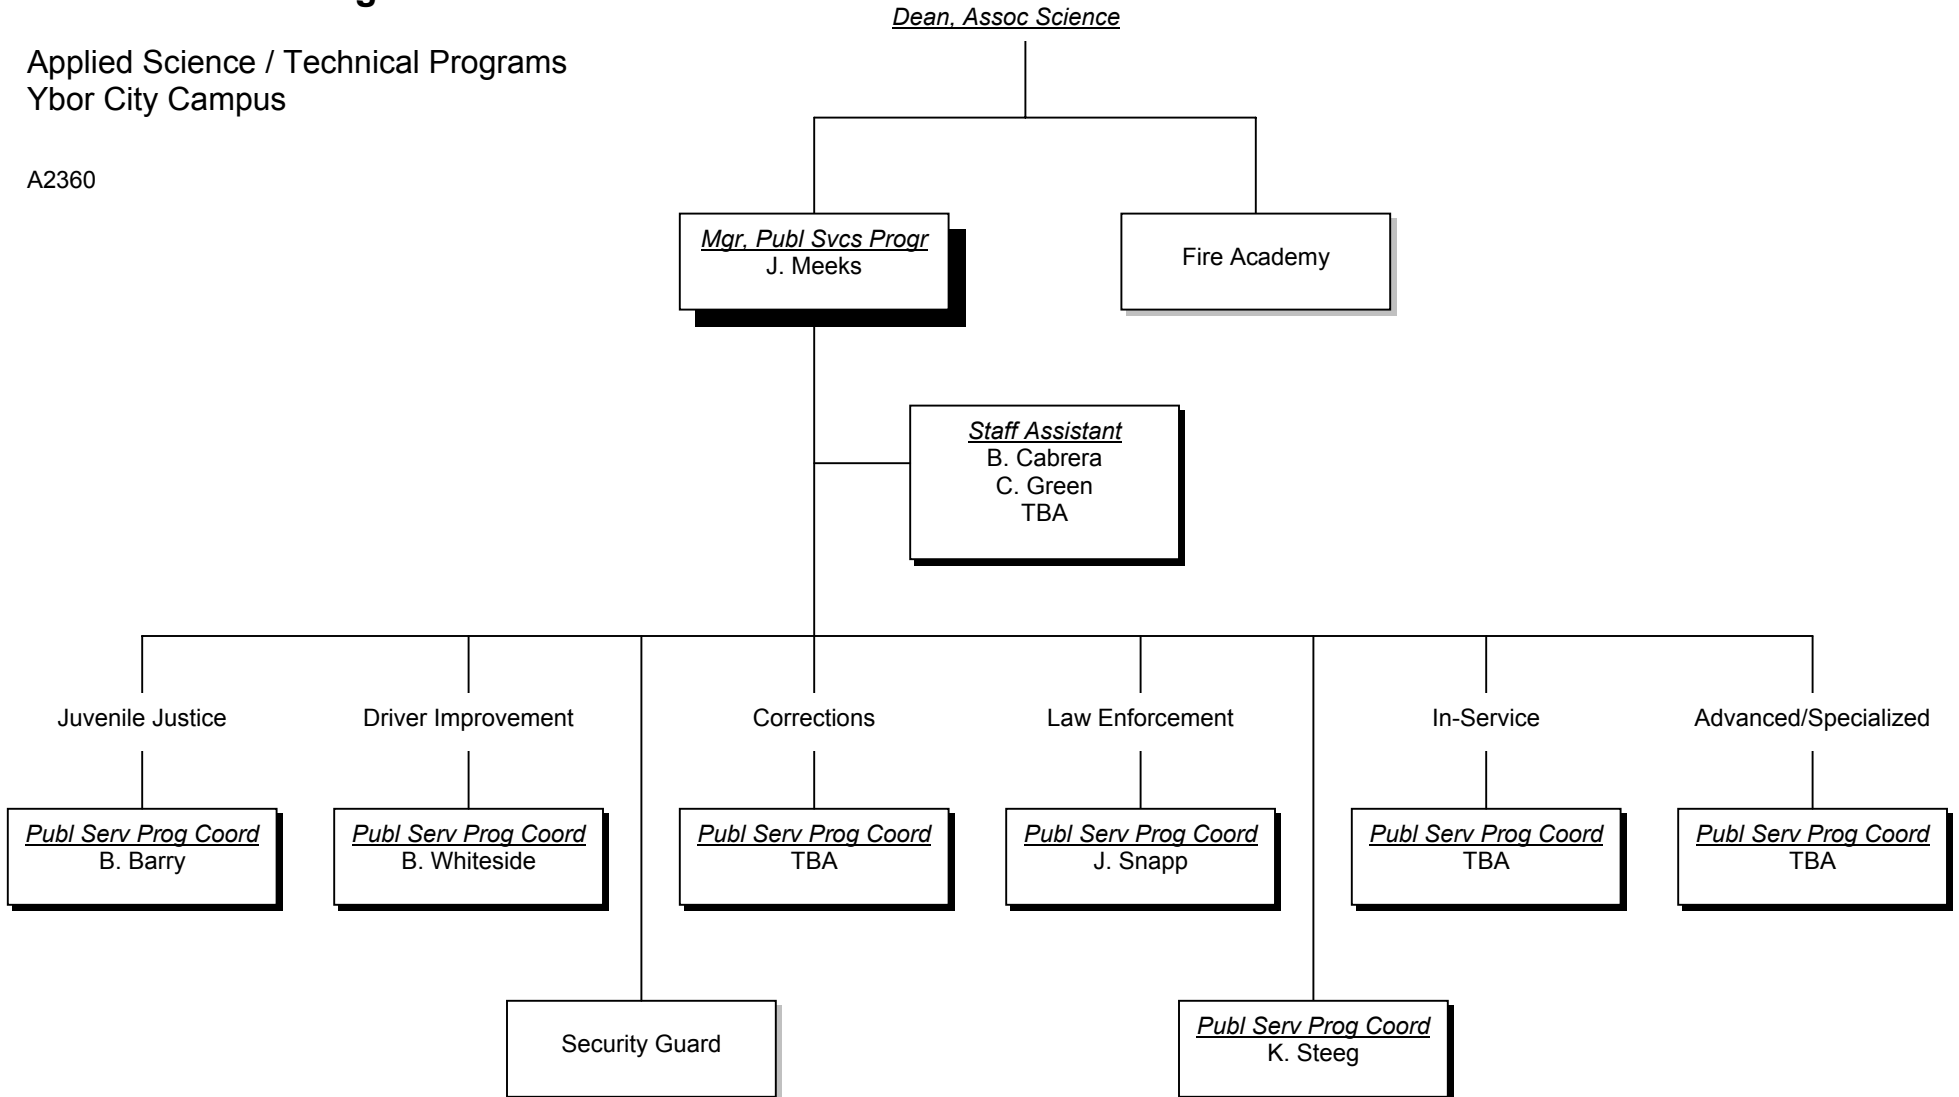 Dean, Assoc Science
Applied Science / Technical Programs
Ybor City Campus
A2360
Mgr, Publ Svcs Progr
J. Meeks
Fire Academy
Staff Assistant
B. Cabrera
C. Green
TBA
Juvenile Justice
Driver Improvement
Corrections
Law Enforcement
In-Service
Advanced/Specialized
Publ Serv Prog Coord
B. Barry
Publ Serv Prog Coord
B. Whiteside
Publ Serv Prog Coord
TBA
Publ Serv Prog Coord
J. Snapp
Publ Serv Prog Coord
TBA
Publ Serv Prog Coord
TBA
Security Guard
Publ Serv Prog Coord
K. Steeg